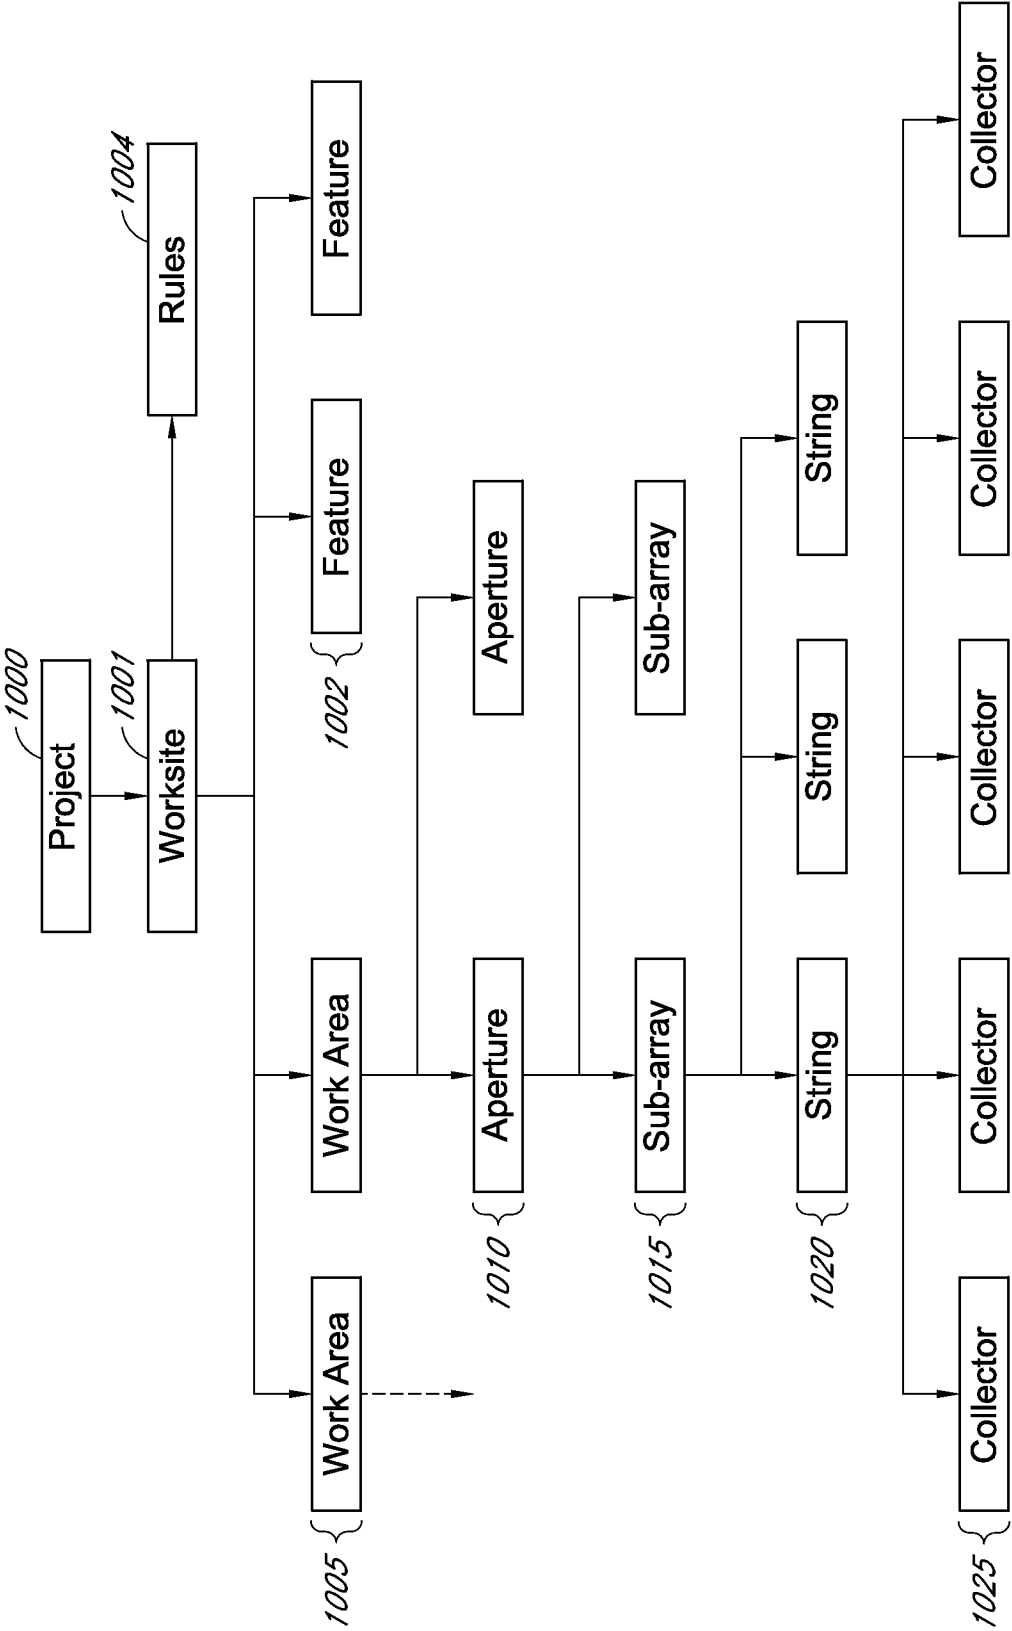 1000
Project
1001
Worksite
1004
Rules
1005
Work Area
Work Area
1002
Feature
Feature
1010
Aperture
Aperture
1015
Sub-array
Sub-array
1020
String
String
String
1025
Collector
Collector
Collector
Collector
Collector